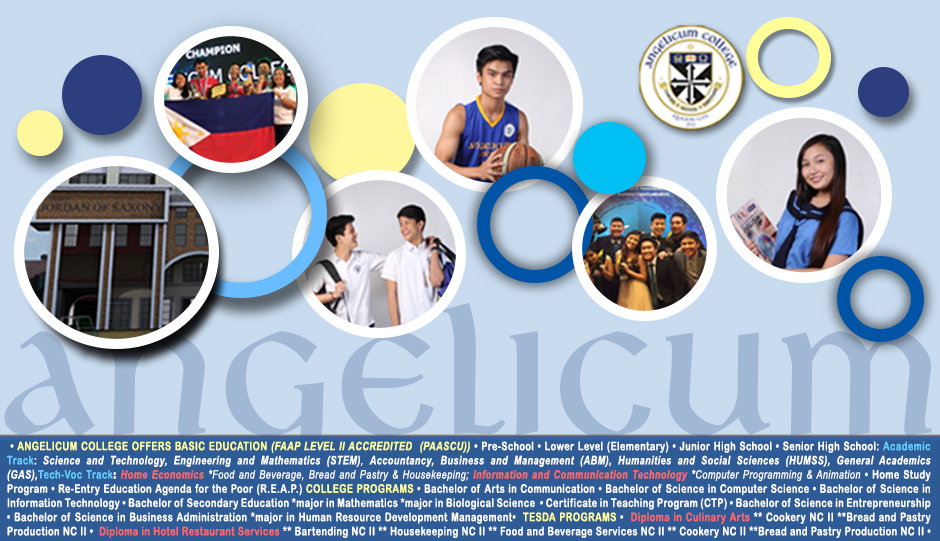 CHAMPION
angelicum college
JORDAN OF SAXONY
angelicum
• ANGELICUM COLLEGE OFFERS BASIC EDUCATION (FAAP LEVEL II ACCREDITED (PAASCU)) • Pre-School • Lower Level (Elementary) • Junior High School • Senior High School: Academic
Track: Science and Technology, Engineering and Mathematics (STEM), Accountancy, Business and Management (ABM), Humanities and Social Sciences (HUMSS), General Academics
(GAS),Tech-Voc Track: Home Economics *Food and Beverage, Bread and Pastry & Housekeeping; Information and Communication Technology *Computer Programming & Animation • Home Study
Program • Re-Entry Education Agenda for the Poor (R.E.A.P.) COLLEGE PROGRAMS • Bachelor of Arts in Communication • Bachelor of Science in Computer Science • Bachelor of Science in
Information Technology • Bachelor of Secondary Education *major in Mathematics *major in Biological Science • Certificate in Teaching Program (CTP) • Bachelor of Science in Entrepreneurship
• Bachelor of Science in Business Administration *major in Human Resource Development Management• TESDA PROGRAMS • Diploma in Culinary Arts ** Cookery NC II **Bread and Pastry
Production NC II • Diploma in Hotel Restaurant Services ** Bartending NC II ** Housekeeping NC II ** Food and Beverage Services NC II ** Cookery NC II **Bread and Pastry Production NC II •